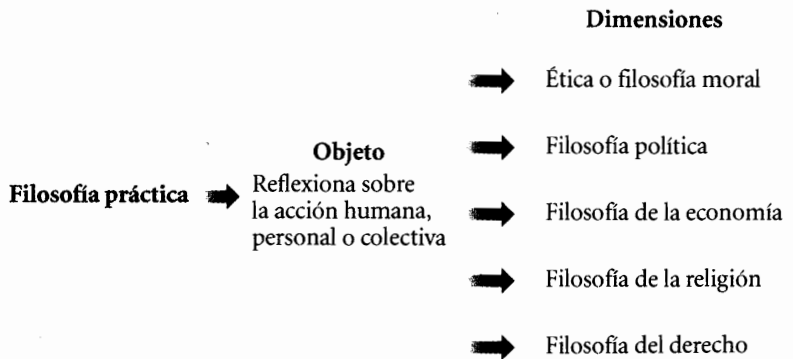 Dimensiones
Ética o filosofía moral
Objeto
Filosofía política
Filosofía práctica
Reflexiona sobre
la acción humana,
personal o colectiva
Filosofía de la economía
Filosofía de la religión
Filosofía del derecho